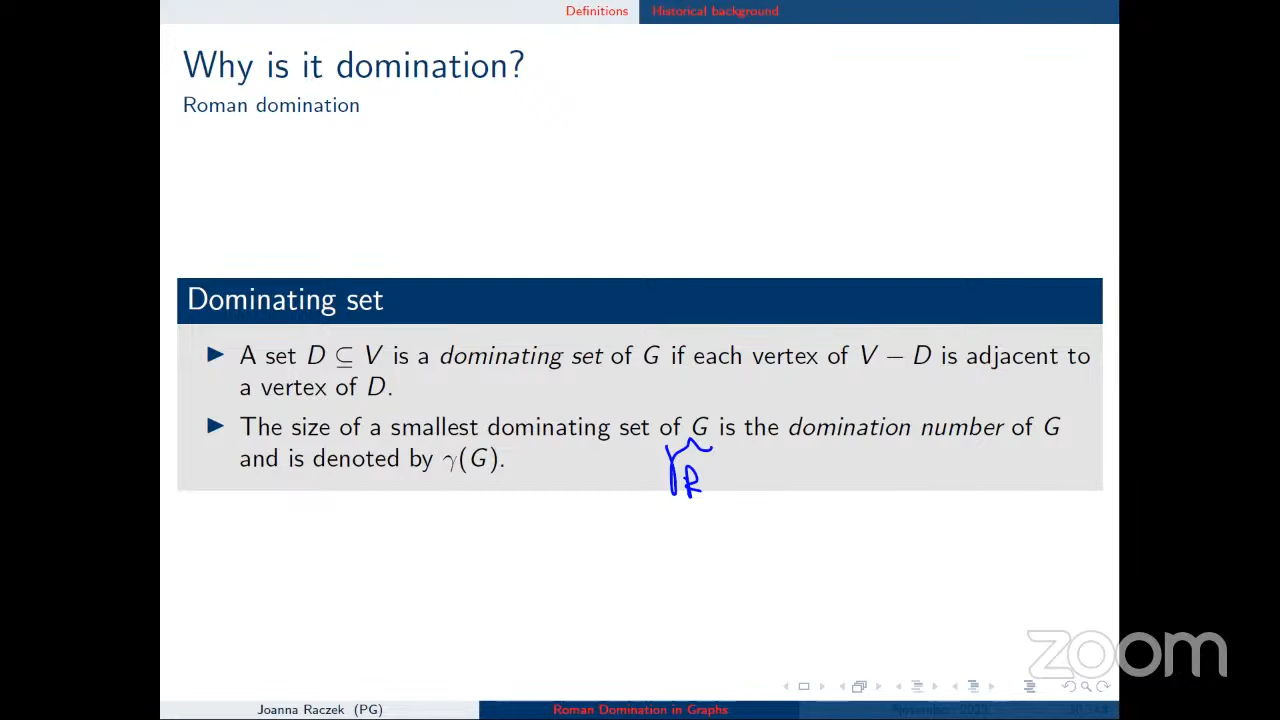 Definitions Historical background
Why is it domination?
Roman domination
Dominating set
A set D ⊆ V is a dominating set of G if each vertex of V − D is adjacent to
a vertex of D.
The size of a smallest dominating set of G is the domination number of G
and is denoted by γ(G).
γR
zoom
Joanna Raczek (PG) Roman Domination in Graphs